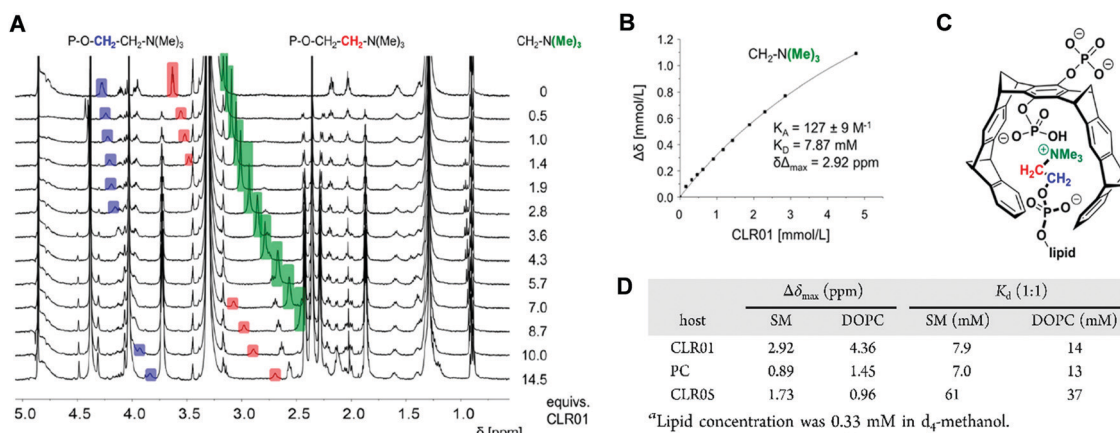 A
P-O-CH2-CH2-N(Me)3
P-O-CH2-CH2-N(Me)3
CH2-N(Me)3
0
0.5
1.0
1.4
1.9
2.8
3.6
4.3
5.7
7.0
8.7
10.0
14.5
5.0 4.5 4.0 3.5 3.0 2.5 2.0 1.5 1.0
equivs.
δ [ppm] CLR01
B
CH2-N(Me)3
1.2
1.0
0.8
0.6
0.4
0.2
0.0
Δδ [mmol/L]
KA = 127 ± 9 M-1
KD = 7.87 mM
δΔmax = 2.92 ppm
0 1 2 3 4 5
CLR01 [mmol/L]
C
⊖
O
P
O
O
⊖
O
O
P
O
OH
⊖
⊕
NMe3
H2C
CH2
O
O
P
O
⊖
O
lipid
D
Δδmax (ppm) Kd (1:1)
host SM DOPC SM (mM) DOPC (mM)
CLR01 2.92 4.36 7.9 14
PC 0.89 1.45 7.0 13
CLR0S 1.73 0.96 61 37
aLipid concentration was 0.33 mM in d4-methanol.